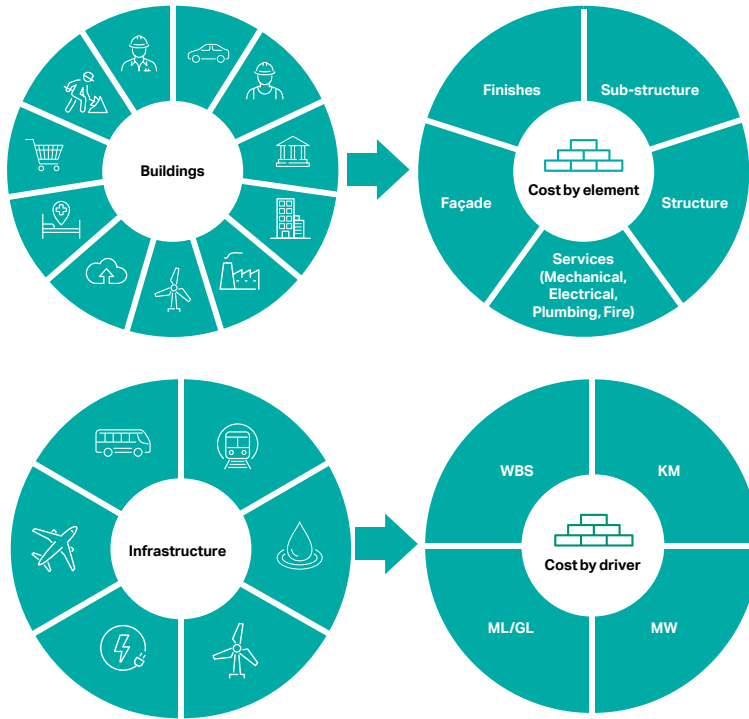 Buildings
Finishes
Sub-structure
Cost by element
Façade
Structure
Services
(Mechanical,
Electrical,
Plumbing, Fire)
Infrastructure
WBS
KM
Cost by driver
ML/GL
MW